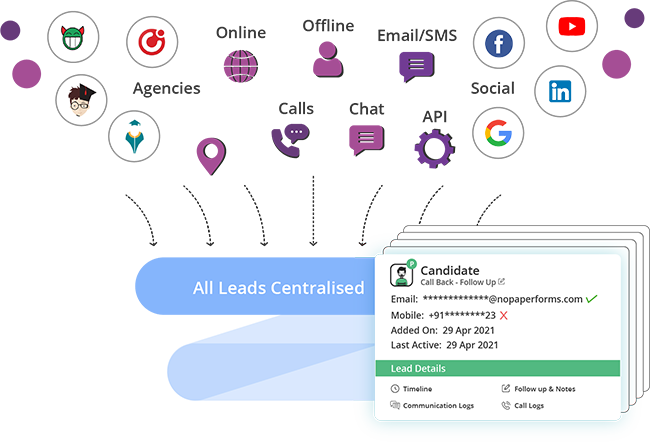 Online
Offline
Email/SMS
Agencies
Social
Calls
Chat
API
All Leads Centralised
P
Candidate
Call Back - Follow Up
Email: *************@nopaperforms.com
Mobile: +91********23
Added On: 29 Apr 2021
Last Active: 29 Apr 2021
Lead Details
Timeline
Follow up & Notes
Communication Logs
Call Logs